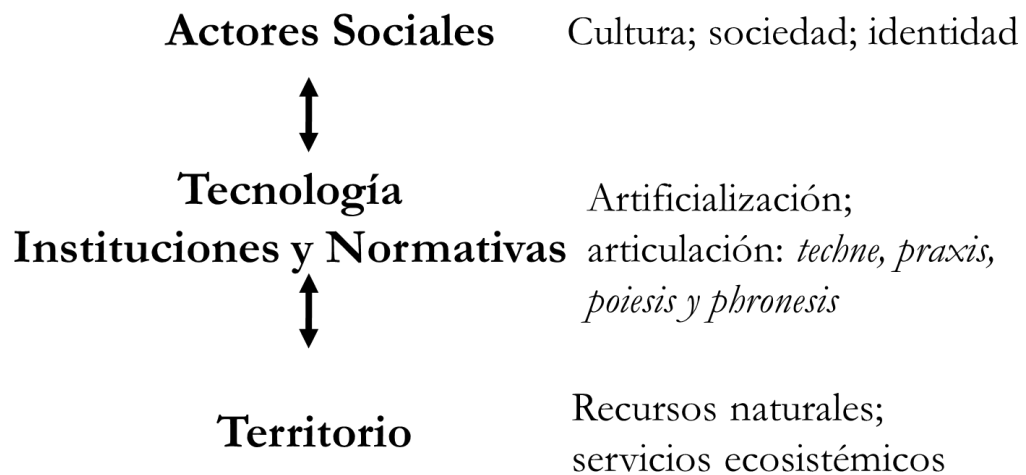 Actores Sociales
Cultura; sociedad; identidad
Tecnología
Instituciones y Normativas
Artificialización;
articulación: techne, praxis,
poiesis y phronesis
Territorio
Recursos naturales;
servicios ecosistémicos